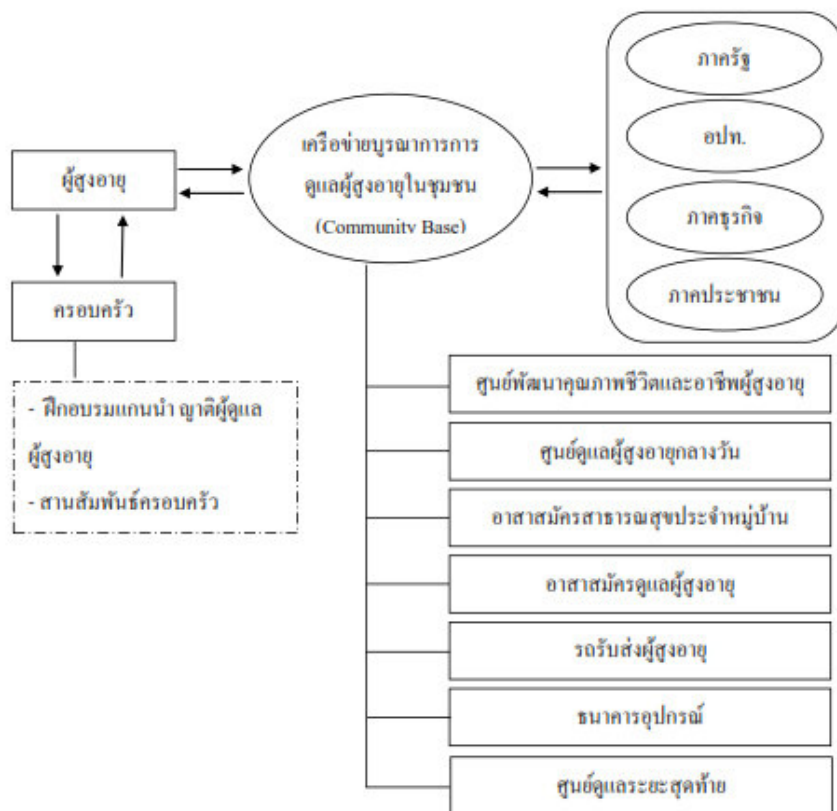 ผู้สูงอายุ
ครอบครัว
- ฝึกอบรมแกนนำ ญาติผู้ดูแล
ผู้สูงอายุ
- สานสัมพันธ์ครอบครัว
เครือข่ายบูรณาการการ
ดูแลผู้สูงอายุในชุมชน
(Community Base)
ภาครัฐ
อปท.
ภาคธุรกิจ
ภาคประชาชน
ศูนย์พัฒนาคุณภาพชีวิตและอาชีพผู้สูงอายุ
ศูนย์ดูแลผู้สูงอายุกลางวัน
อาสาสมัครสาธารณสุขประจำหมู่บ้าน
อาสาสมัครดูแลผู้สูงอายุ
รถรับส่งผู้สูงอายุ
ธนาคารอุปกรณ์
ศูนย์ดูแลระยะสุดท้าย